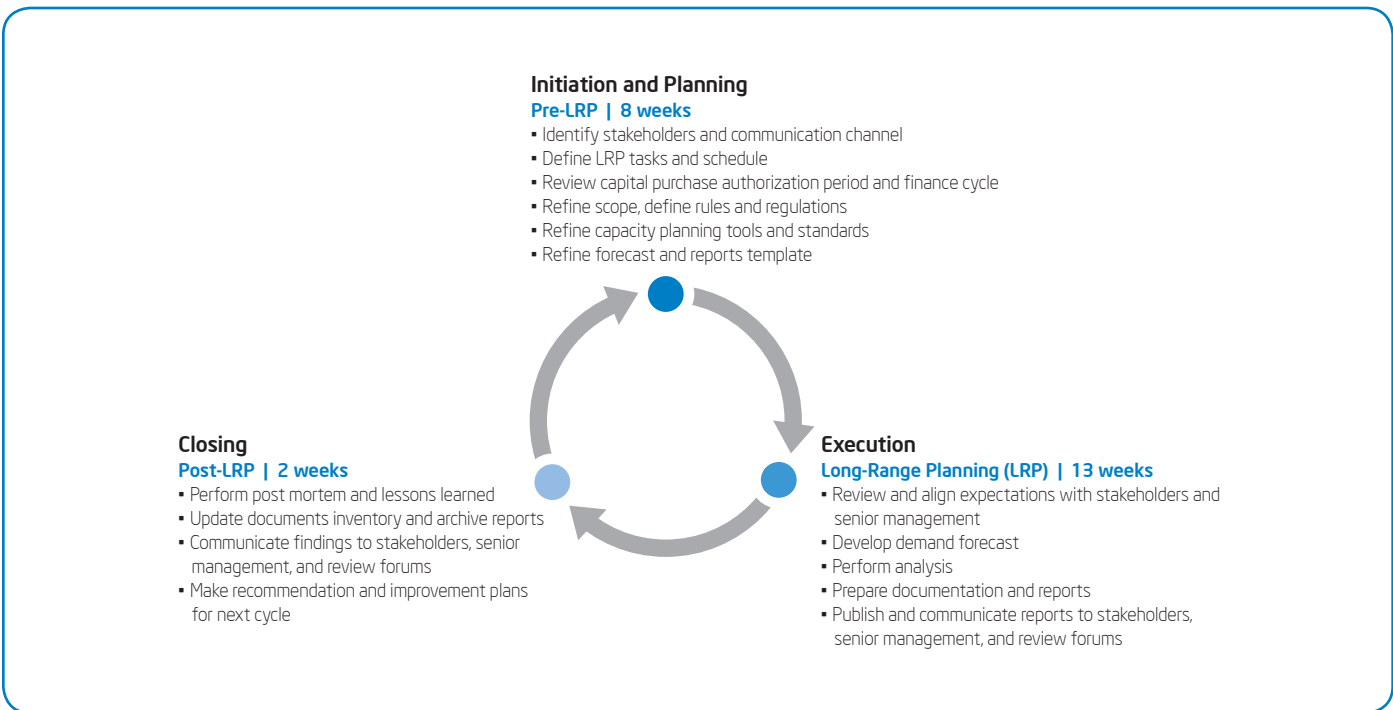 Initiation and Planning
Pre-LRP | 8 weeks
▪ Identify stakeholders and communication channel
▪ Define LRP tasks and schedule
▪ Review capital purchase authorization period and finance cycle
▪ Refine scope, define rules and regulations
▪ Refine capacity planning tools and standards
▪ Refine forecast and reports template
Closing
Post-LRP | 2 weeks
▪ Perform post mortem and lessons learned
▪ Update documents inventory and archive reports
▪ Communicate findings to stakeholders, senior
management, and review forums
▪ Make recommendation and improvement plans
for next cycle
Execution
Long-Range Planning (LRP) | 13 weeks
▪ Review and align expectations with stakeholders and
senior management
▪ Develop demand forecast
▪ Perform analysis
▪ Prepare documentation and reports
▪ Publish and communicate reports to stakeholders,
senior management, and review forums